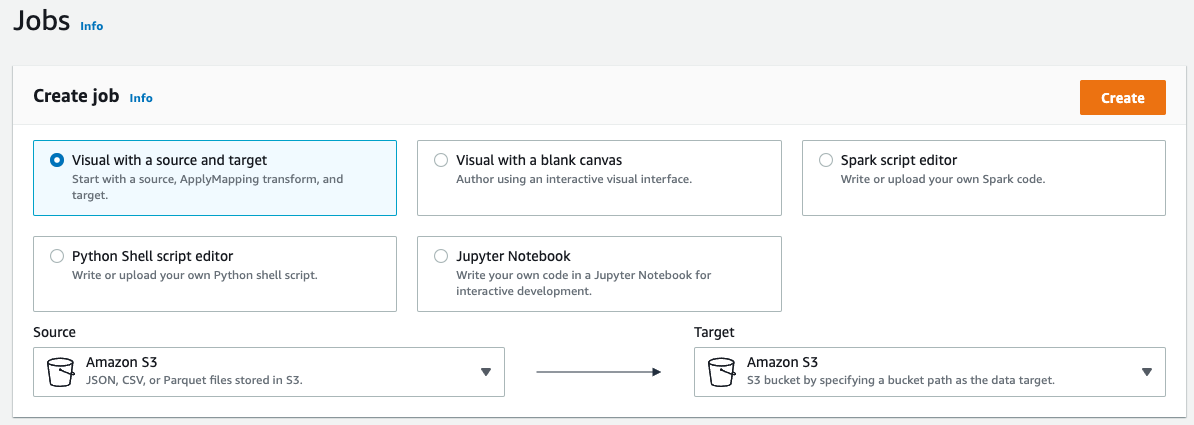 Jobs Info
Create job Info
Create
Visual with a source and target
Start with a source, ApplyMapping transform, and
target.
Visual with a blank canvas
Author using an interactive visual interface.
Spark script editor
Write or upload your own Spark code.
Python Shell script editor
Write or upload your own Python shell script.
Jupyter Notebook
Write your own code in a Jupyter Notebook for
interactive development.
Source
Amazon S3
JSON, CSV, or Parquet files stored in S3.
Target
Amazon S3
S3 bucket by specifying a bucket path as the data target.